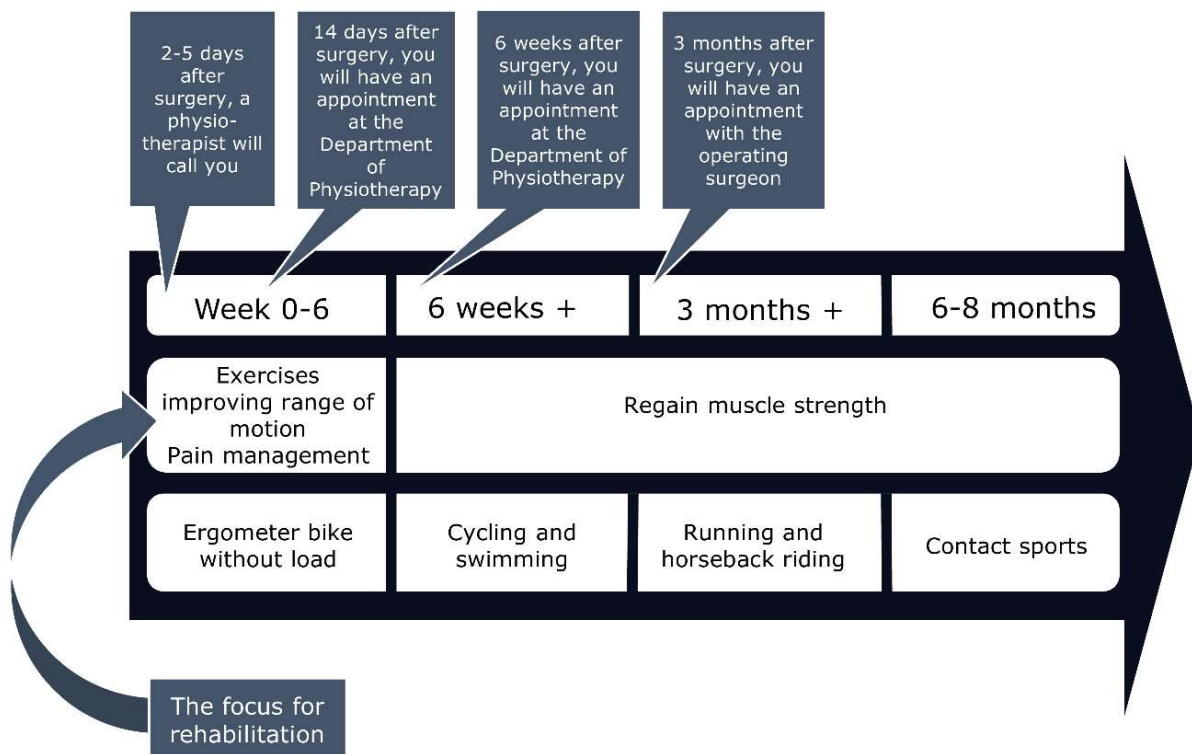 2-5 days
after
surgery, a
physio-
therapist will
call you
14 days after
surgery, you
will have an
appointment
at the
Department
of
Physiotherapy
6 weeks after
surgery, you
will have an
appointment
at the
Department of
Physiotherapy
3 months after
surgery, you
will have an
appointment
with the
operating
surgeon
Week 0-6
6 weeks +
3 months +
6-8 months
Exercises
improving range of
motion
Pain management
Regain muscle strength
Ergometer bike
without load
Cycling and
swimming
Running and
horseback riding
Contact sports
The focus for
rehabilitation